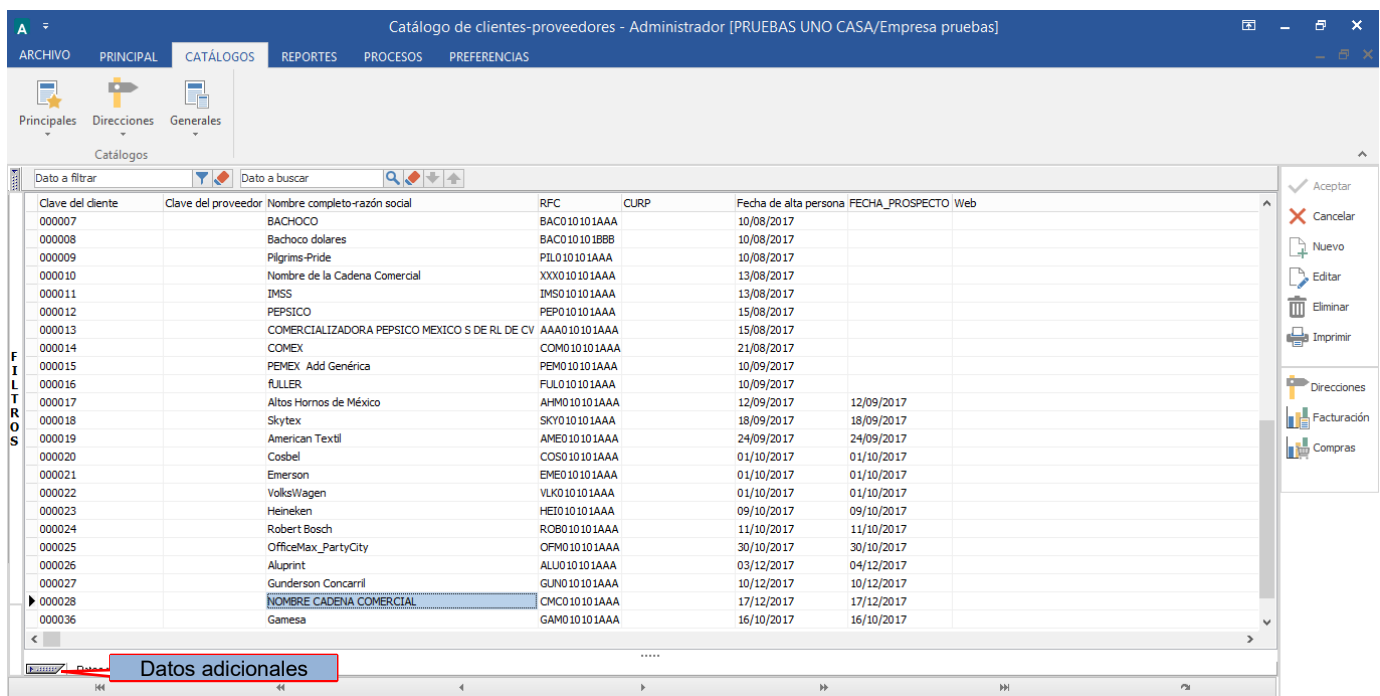 A Catálogo de clientes-proveedores - Administrador [PRUEBAS UNO CASA/Empresa pruebas]
ARCHIVO PRINCIPAL CATÁLOGOS REPORTES PROCESOS PREFERENCIAS
Principales Direcciones Generales
Catálogos
Dato a filtrar Dato a buscar
Clave del cliente Clave del proveedor Nombre completo-razón social RFC CURP Fecha de alta persona FECHA_PROSPECTO Web
000007 BACHOCO BAC010101AAA 10/08/2017
000008 Bachoco dolares BAC010101BBB 10/08/2017
000009 Pilgrims-Pride PIL010101AAA 10/08/2017
000010 Nombre de la Cadena Comercial XXX010101AAA 13/08/2017
000011 IMSS IMS010101AAA 13/08/2017
000012 PEPSICO PEP010101AAA 15/08/2017
000013 COMERCIALIZADORA PEPSICO MEXICO S DE RL DE CV AAA010101AAA 15/08/2017
000014 COMEX COM010101AAA 21/08/2017
000015 PEMEX Add Genérica PEM010101AAA 10/09/2017
000016 fULLER FUL010101AAA 10/09/2017
000017 Altos Hornos de México AHM010101AAA 12/09/2017 12/09/2017
000018 Skytex SKY010101AAA 18/09/2017 18/09/2017
000019 American Textil AME010101AAA 24/09/2017 24/09/2017
000020 Cosbel COS010101AAA 01/10/2017 01/10/2017
000021 Emerson EME010101AAA 01/10/2017 01/10/2017
000022 VolksWagen VLK010101AAA 01/10/2017 01/10/2017
000023 Heineken HEI010101AAA 09/10/2017 09/10/2017
000024 Robert Bosch ROB010101AAA 11/10/2017 11/10/2017
000025 OfficeMax_PartyCity OFM010101AAA 30/10/2017 30/10/2017
000026 Aluprint ALU010101AAA 03/12/2017 04/12/2017
000027 Gunderson Concarril GUN010101AAA 10/12/2017 10/12/2017
000028 NOMBRE CADENA COMERCIAL CMC010101AAA 17/12/2017 17/12/2017
000036 Gamesa GAM010101AAA 16/10/2017 16/10/2017
FILTROS
Datos adicionales
Aceptar
Cancelar
Nuevo
Editar
Eliminar
Imprimir
Direcciones
Facturación
Compras